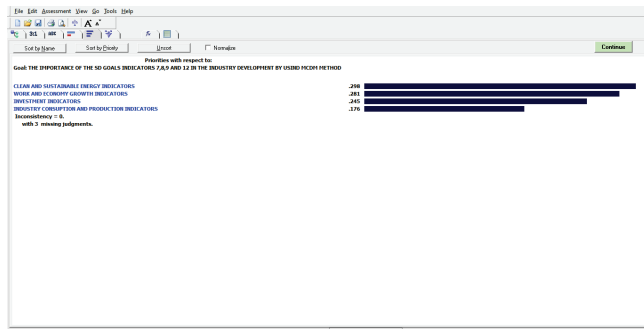 File Edit Assessment View Go Tools Help
3:1 ABC
Sort by Name Sort by Priority Unsort Normalize Continue
Priorities with respect to:
Goal: THE IMPORTANCE OF THE SD GOALS INDICATORS 7,8,9 AND 12 IN THE INDUSTRY DEVELOPMENT BY USIND MCDM METHOD
CLEAN AND SUSTAINABLE ENERGY INDICATORS .298
WORK AND ECONOMY GROWTH INDICATORS .281
INVESTMENT INDICATORS .245
INDUSTRY CONSUPTION AND PRODUCTION INDICATORS .176
Inconsistency = 0.
with 3 missing judgments.